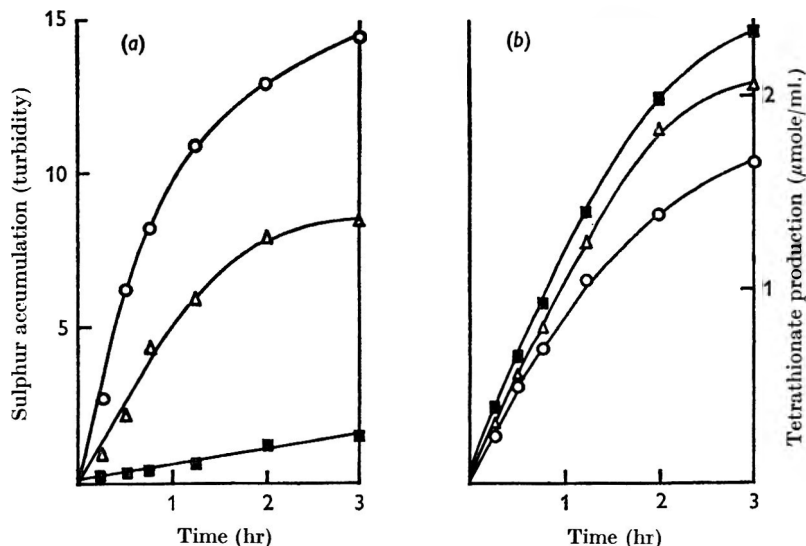 15
10
5
Sulphur accumulation (turbidity)
(a)
1
2
3
Time (hr)
(b)
2
1
Tetrathionate production (μmole/ml.)
1
2
3
Time (hr)